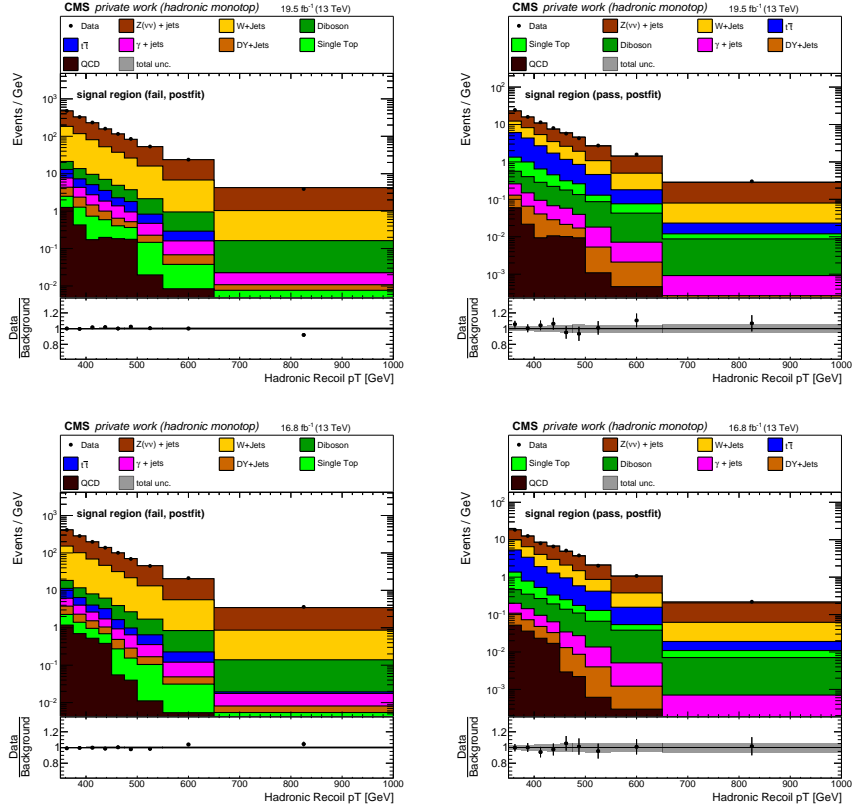 CMS private work (hadronic monotop) 19.5 fb⁻¹ (13 TeV)
Data Z(νν) + jets W+Jets Diboson
tt̄ γ + jets DY+Jets Single Top
QCD total unc.
signal region (fail, postfit)
Events / GeV
10³
10²
10
1
10⁻¹
10⁻²
Data
Background
1.2
1
0.8
400 500 600 700 800 900 1000
Hadronic Recoil pT [GeV]
CMS private work (hadronic monotop) 19.5 fb⁻¹ (13 TeV)
Data Z(νν) + jets W+Jets tt̄
Single Top Diboson γ + jets DY+Jets
QCD total unc.
signal region (pass, postfit)
Events / GeV
10²
10
1
10⁻¹
10⁻²
10⁻³
Data
Background
1.2
1
0.8
400 500 600 700 800 900 1000
Hadronic Recoil pT [GeV]
CMS private work (hadronic monotop) 16.8 fb⁻¹ (13 TeV)
Data Z(νν) + jets W+Jets Diboson
tt̄ γ + jets DY+Jets Single Top
QCD total unc.
signal region (fail, postfit)
Events / GeV
10³
10²
10
1
10⁻¹
10⁻²
Data
Background
1.2
1
0.8
400 500 600 700 800 900 1000
Hadronic Recoil pT [GeV]
CMS private work (hadronic monotop) 16.8 fb⁻¹ (13 TeV)
Data Z(νν) + jets W+Jets tt̄
Single Top Diboson γ + jets DY+Jets
QCD total unc.
signal region (pass, postfit)
Events / GeV
10²
10
1
10⁻¹
10⁻²
10⁻³
Data
Background
1.2
1
0.8
400 500 600 700 800 900 1000
Hadronic Recoil pT [GeV]